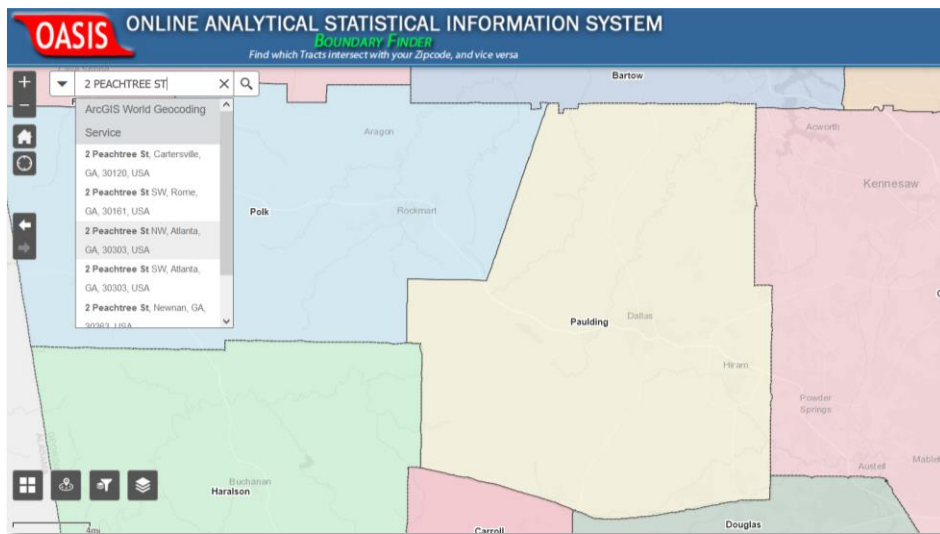 OASIS
ONLINE ANALYTICAL STATISTICAL INFORMATION SYSTEM
BOUNDARY FINDER
Find which Tracts intersect with your Zipcode, and vice versa
+
−
2 PEACHTREE ST
ArcGIS World Geocoding
Service
2 Peachtree St, Cartersville,
GA, 30120, USA
2 Peachtree St SW, Rome,
GA, 30161, USA
2 Peachtree St NW, Atlanta,
GA, 30303, USA
2 Peachtree St SW, Atlanta,
GA, 30303, USA
2 Peachtree St, Newnan, GA,
30263, USA
Bartow
Aragon
Acworth
Kennesaw
Polk
Rockmart
Paulding
Dallas
Hiram
Powder
Springs
Austell
Mablet
Buchanan
Haralson
Carroll
Douglas
4mi